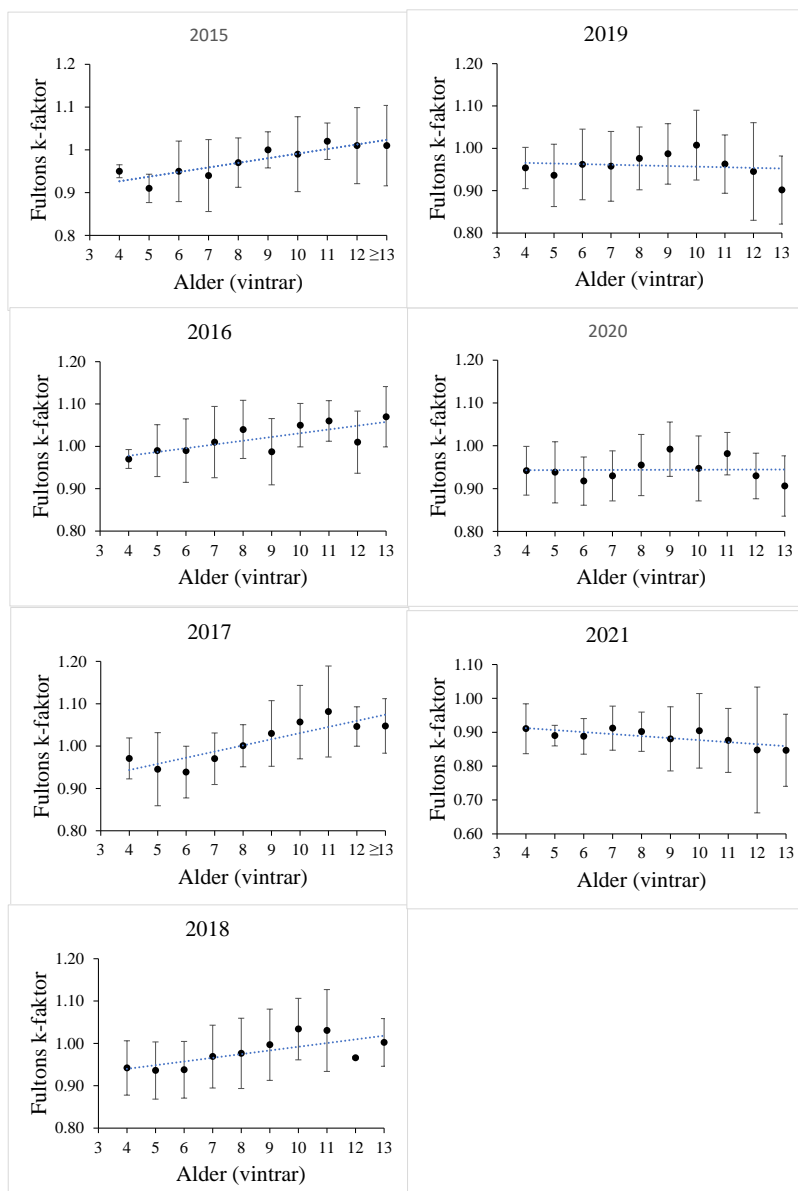 2015
Fultons k-faktor
1.2
1.1
1
0.9
0.8
3 4 5 6 7 8 9 10 11 12 ≥13
Alder (vintrar)
2016
Fultons k-faktor
1.20
1.10
1.00
0.90
0.80
3 4 5 6 7 8 9 10 11 12 13
Alder (vintrar)
2017
Fultons k-faktor
1.20
1.10
1.00
0.90
0.80
3 4 5 6 7 8 9 10 11 12 ≥13
Alder (vintrar)
2018
Fultons k-faktor
1.20
1.10
1.00
0.90
0.80
3 4 5 6 7 8 9 10 11 12 13
Alder (vintrar)
2019
Fultons k-faktor
1.20
1.10
1.00
0.90
0.80
3 4 5 6 7 8 9 10 11 12 13
Alder (vintrar)
2020
Fultons k-faktor
1.20
1.10
1.00
0.90
0.80
3 4 5 6 7 8 9 10 11 12 13
Alder (vintrar)
2021
Fultons k-faktor
1.10
1.00
0.90
0.80
0.70
0.60
3 4 5 6 7 8 9 10 11 12 13
Alder (vintrar)